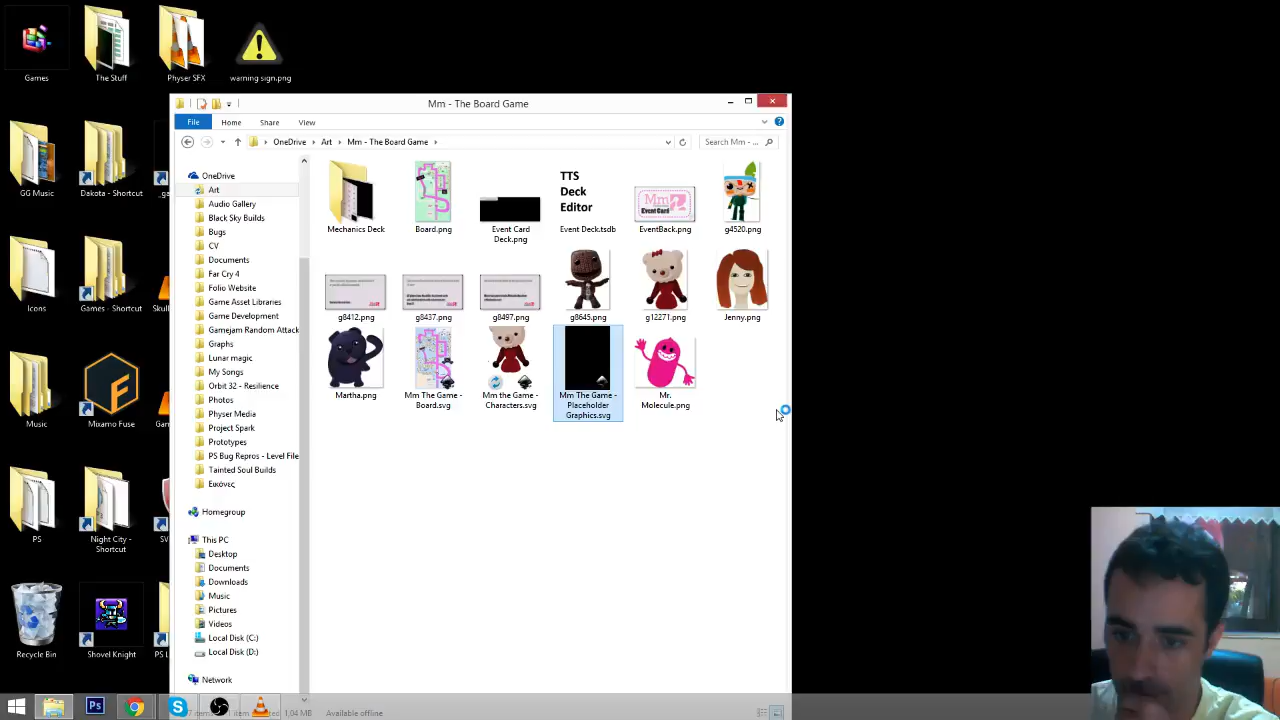 Games
The Stuff
Physer SFX
warning sign.png
GG Music
Dakota - Shortcut
Icons
Games - Shortcut
Skull
Music
Mixamo Fuse
PS
Night City - Shortcut
Recycle Bin
Shovel Knight
Mm - The Board Game
File
Home
Share
View
OneDrive
Art
Mm - The Board Game
Search Mm - ...
OneDrive
Art
Audio Gallery
Black Sky Builds
Bugs
CV
Documents
Far Cry 4
Folio Website
Game Asset Libraries
Game Development
Gamejam Random Attack
Graphs
Lunar magic
My Songs
Orbit 32 - Resilience
Photos
Physer Media
Project Spark
Prototypes
PS Bug Repros - Level File
Tainted Soul Builds
Εικόνες
Homegroup
This PC
Desktop
Documents
Downloads
Music
Pictures
Videos
Local Disk (C:)
Local Disk (D:)
Network
Mechanics Deck
Board.png
Event Card
Deck.png
TTS
Deck
Editor
Event Deck.tsdb
Mm
Event Card
EventBack.png
g4520.png
g8412.png
g8437.png
g8497.png
g8645.png
g12271.png
Jenny.png
Martha.png
Mm The Game -
Board.svg
Mm the Game -
Characters.svg
Mm The Game -
Placeholder
Graphics.svg
Mr.
Molecule.png
1,04 MB
Available offline